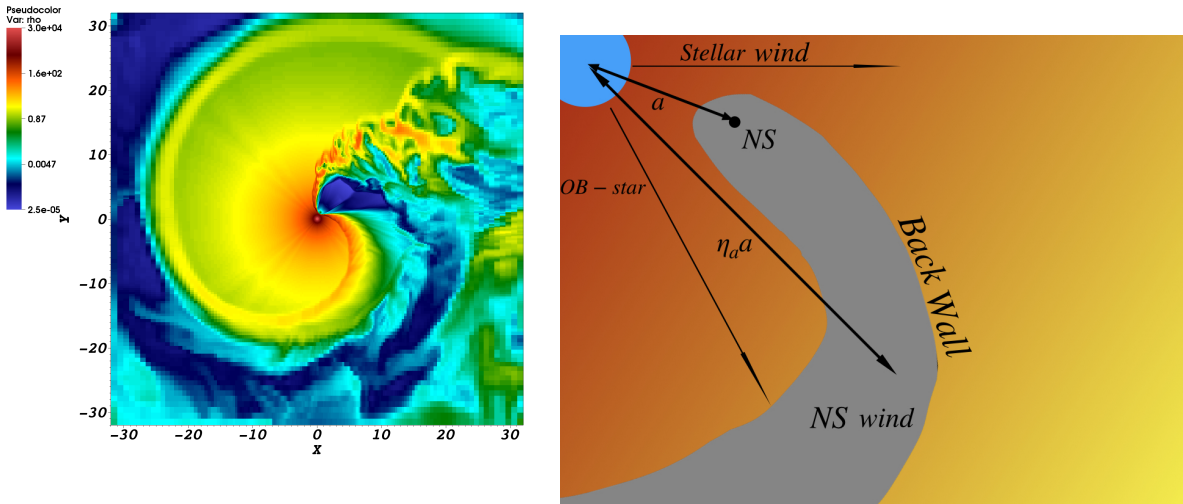 Pseudocolor
Var: rho
3.0e+04
1.6e+02
0.87
0.0047
2.5e-05
30
20
10
0
-10
-20
-30
Y
-30 -20 -10 0 10 20 30
X
Stellar wind
a
NS
OB-star
ηₐa
Back Wall
NS wind